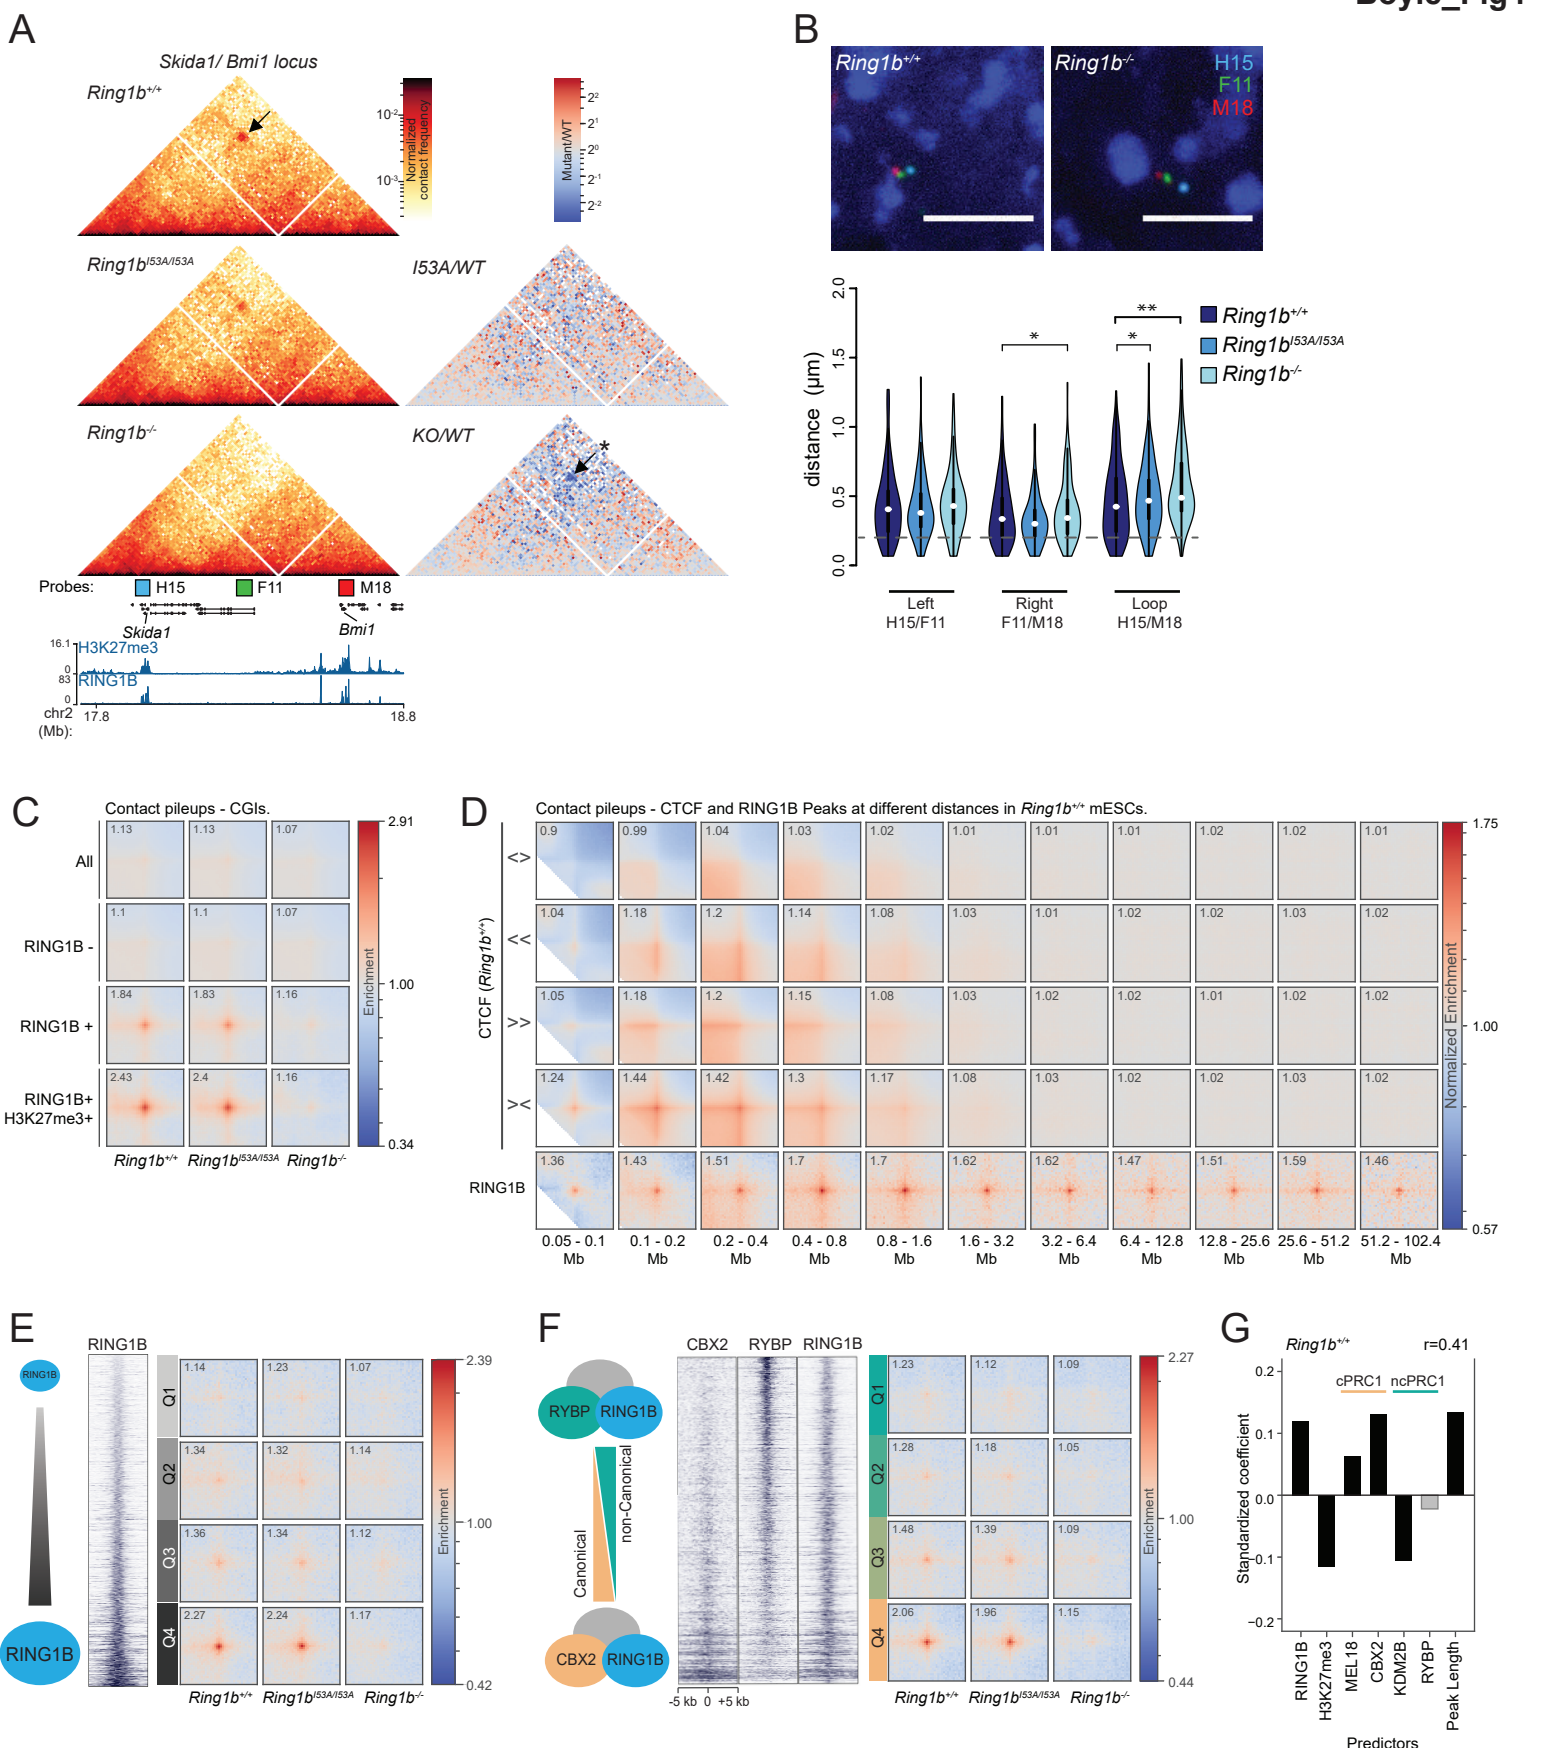 A
Skida1/ Bmi1 locus
Ring1b+/+
10-2
10-3
Normalized
contact frequency
22
21
20
2-1
2-2
Mutant/WT
Ring1bI53A/I53A
I53A/WT
Ring1b-/-
KO/WT
*
Probes: H15 F11 M18
Skida1
Bmi1
16.1
H3K27me3
0
83
RING1B
0
chr2
(Mb):
17.8
18.8
B
Ring1b+/+
Ring1b-/-
H15
F11
M18
distance (µm)
2.0
1.5
1.0
0.5
0.0
*
*
**
Ring1b+/+
Ring1bI53A/I53A
Ring1b-/-
Left
H15/F11
Right
F11/M18
Loop
H15/M18
C
Contact pileups - CGIs.
All
1.13 1.13 1.07
RING1B -
1.1 1.1 1.07
RING1B +
1.84 1.83 1.16
RING1B+
H3K27me3+
2.43 2.4 1.16
Ring1b+/+ Ring1bI53A/I53A Ring1b-/-
2.91
1.00
0.34
Enrichment
D
Contact pileups - CTCF and RING1B Peaks at different distances in Ring1b+/+ mESCs.
CTCF (Ring1b+/+)
<>
0.9 0.99 1.04 1.03 1.02 1.01 1.01 1.01 1.02 1.02 1.01
<<
1.04 1.18 1.2 1.14 1.08 1.03 1.01 1.02 1.02 1.03 1.02
>>
1.05 1.18 1.2 1.15 1.08 1.03 1.02 1.02 1.01 1.02 1.02
><
1.24 1.44 1.42 1.3 1.17 1.08 1.03 1.02 1.02 1.03 1.02
RING1B
1.36 1.43 1.51 1.7 1.7 1.62 1.62 1.47 1.51 1.59 1.46
0.05 - 0.1 0.1 - 0.2 0.2 - 0.4 0.4 - 0.8 0.8 - 1.6 1.6 - 3.2 3.2 - 6.4 6.4 - 12.8 12.8 - 25.6 25.6 - 51.2 51.2 - 102.4
Mb Mb Mb Mb Mb Mb Mb Mb Mb Mb Mb
1.75
1.00
0.57
Normalized Enrichment
E
RING1B
RING1B
RING1B
Q1
1.14 1.23 1.07
Q2
1.34 1.32 1.14
Q3
1.36 1.34 1.12
Q4
2.27 2.24 1.17
Ring1b+/+ Ring1bI53A/I53A Ring1b-/-
2.39
1.00
0.42
Enrichment
F
RYBP RING1B
Canonical
non-Canonical
CBX2 RING1B
CBX2 RYBP RING1B
-5 kb 0 +5 kb
Q1
1.23 1.12 1.09
Q2
1.28 1.18 1.05
Q3
1.48 1.39 1.09
Q4
2.06 1.96 1.15
Ring1b+/+ Ring1bI53A/I53A Ring1b-/-
2.27
1.00
0.44
Enrichment
G
Ring1b+/+ r=0.41
cPRC1 ncPRC1
Standardized coefficient
0.2
0.1
0.0
−0.1
−0.2
RING1B
H3K27me3
MEL18
CBX2
KDM2B
RYBP
Peak Length
Predictors